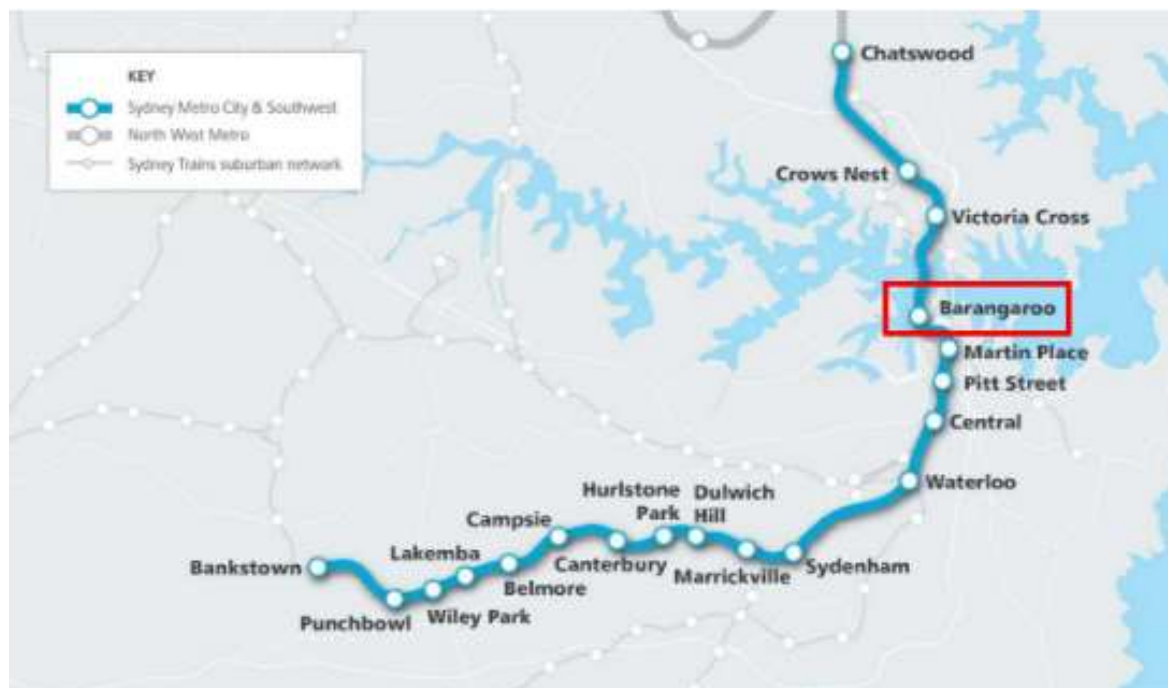 KEY
Sydney Metro City & Southwest
North West Metro
Sydney Trains suburban network
Chatswood
Crows Nest
Victoria Cross
Barangaroo
Martin Place
Pitt Street
Central
Waterloo
Hurlstone
Park
Dulwich
Hill
Campsie
Lakemba
Bankstown
Canterbury
Sydenham
Marrickville
Belmore
Wiley Park
Punchbowl